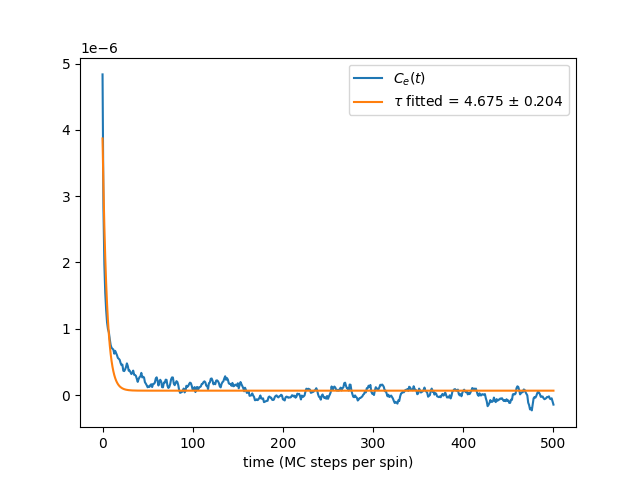 1e−6
C_e(t)
τ fitted = 4.675 ± 0.204
5
4
3
2
1
0
0 100 200 300 400 500
time (MC steps per spin)